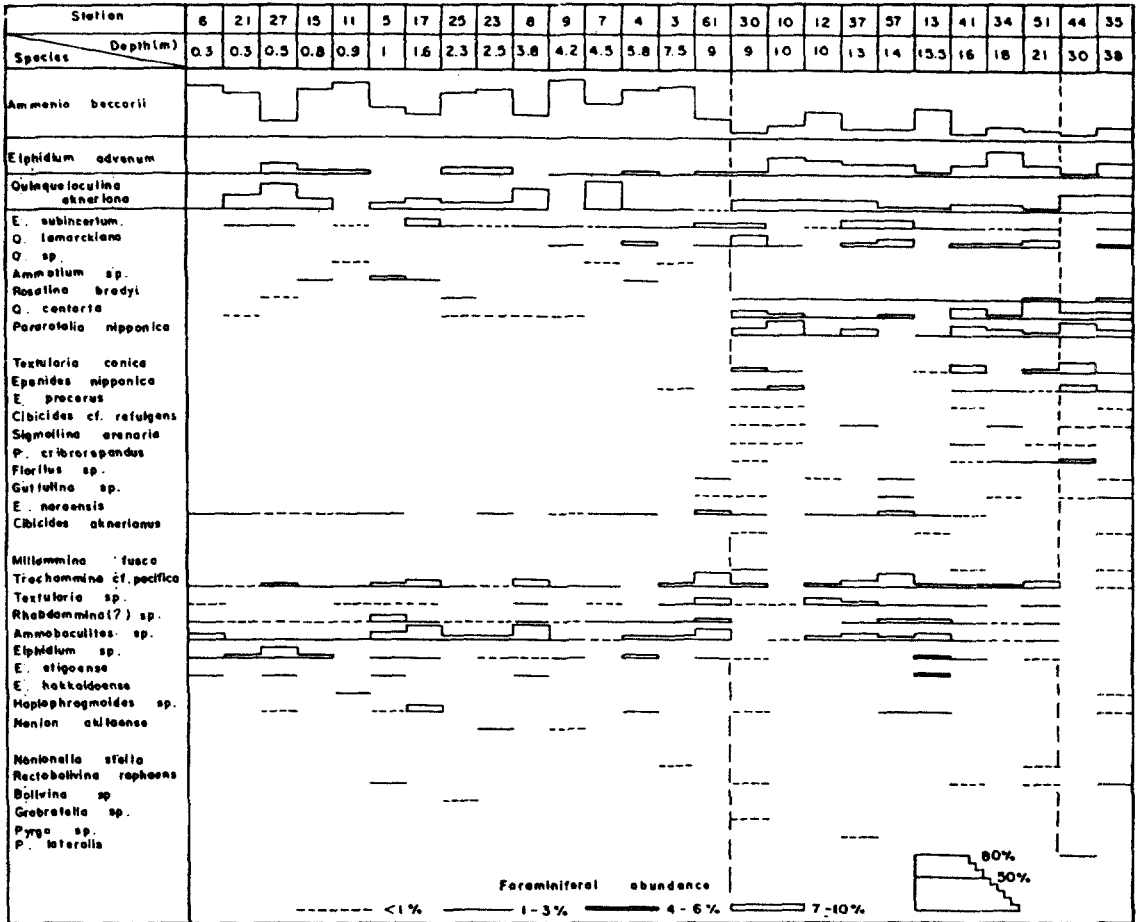 Station 6 21 27 15 11 5 17 25 23 8 9 7 4 3 61 30 10 12 37 57 13 41 34 51 44 35
Depth(m) 0.3 0.3 0.5 0.8 0.9 1 1.6 2.3 2.5 3.8 4.2 4.5 5.8 7.5 9 9 10 10 13 14 15.5 16 18 21 30 38
Species
Ammonia beccarii
Elphidium advenum
Quinqueloculina
akneriana
E. subincertum.
Q. lamarckiana
Q. sp.
Ammotium sp.
Rosalina bradyi
Q. contorta
Pararotalia nipponica
Textularia conica
Eponides nipponica
E. procerus
Cibicides cf. refulgens
Sigmoilina arenaria
P. cribrorepandus
Florilus sp.
Guttulina sp.
E. noraensis
Cibicides aknerianus
Miliammina fusca
Trochammina cf. pacifica
Textularia sp.
Rhabdammina(?) sp.
Ammobaculites sp.
Elphidium sp.
E. etigoense
E. hokkaidoense
Haplophragmoides sp.
Nonion akitaense
Nonionella stella
Rectobolivina raphaens
Bolivina sp
Grabratella sp.
Pyrgo sp.
P. lateralis
80%
50%
Foraminiferal abundance
<1% 1-3% 4-6% 7-10%